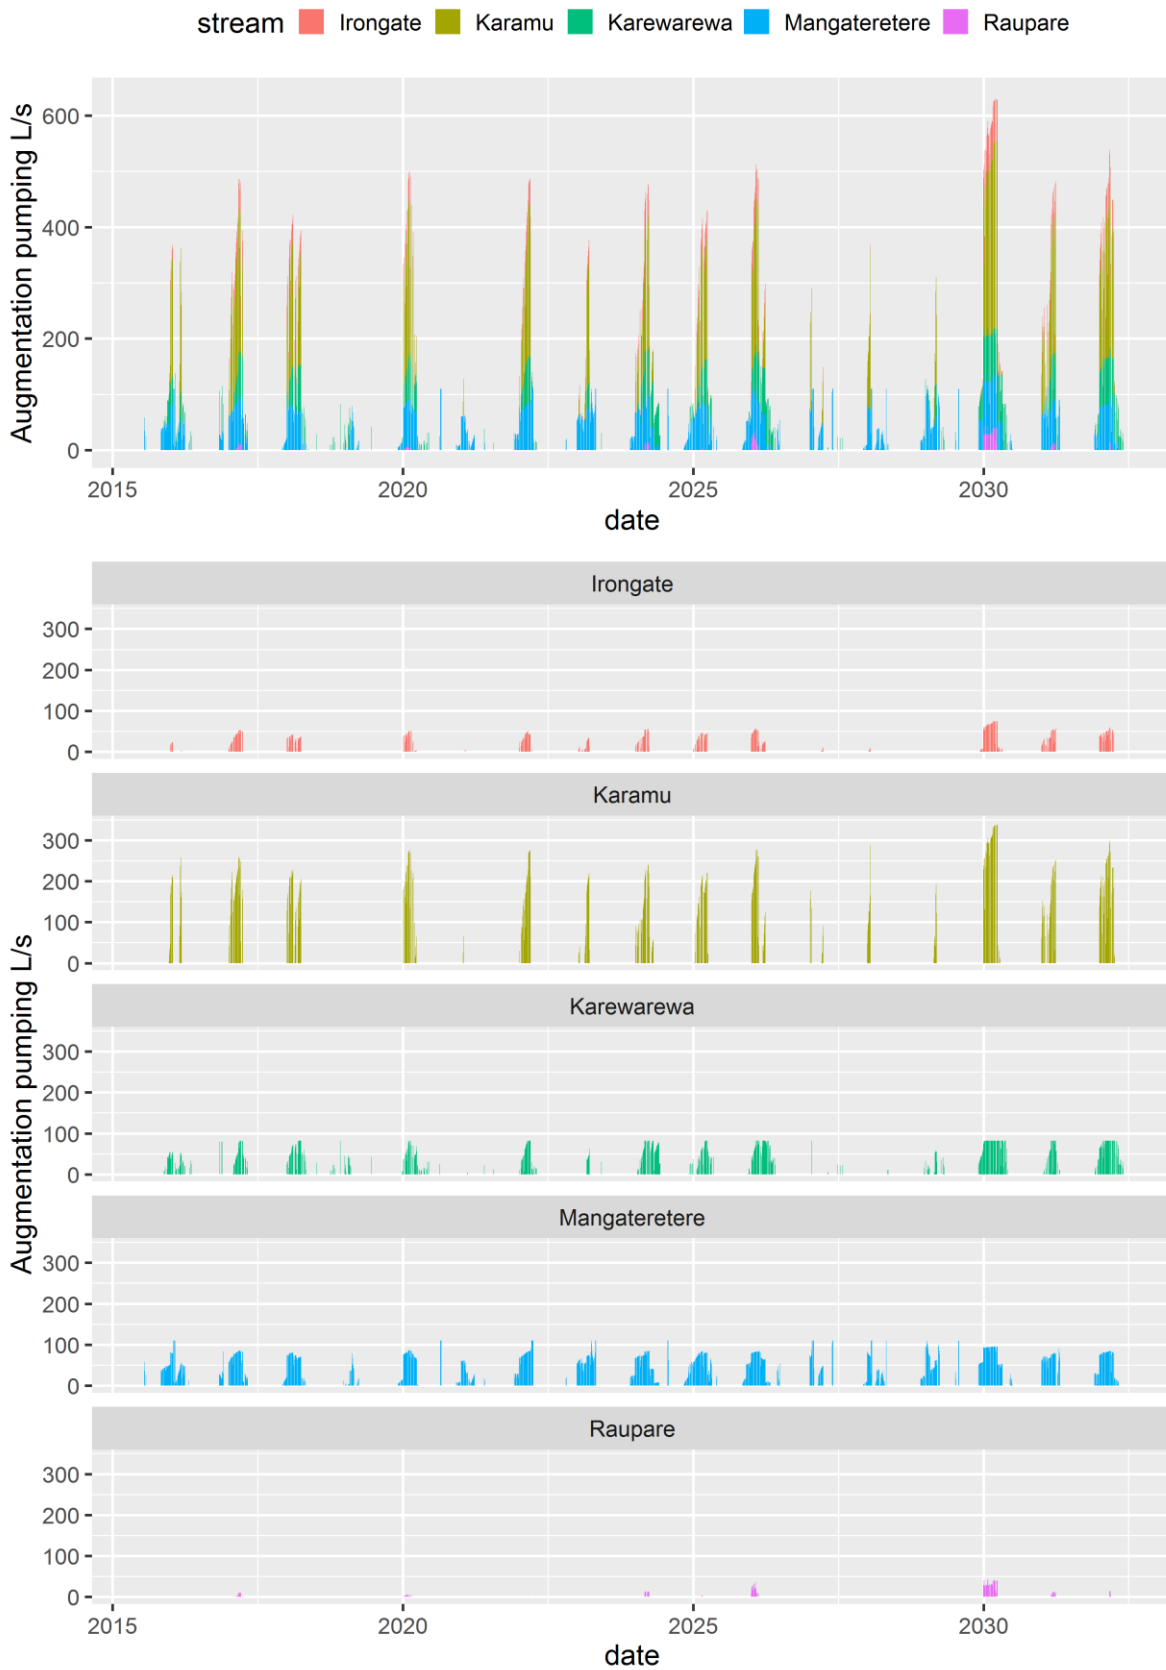 stream Irongate Karamu Karewarewa Mangateretere Raupare
Augmentation pumping L/s
600
400
200
0
2015 2020 2025 2030
date
Augmentation pumping L/s
Irongate
300
200
100
0
Karamu
300
200
100
0
Karewarewa
300
200
100
0
Mangateretere
300
200
100
0
Raupare
300
200
100
0
2015 2020 2025 2030
date